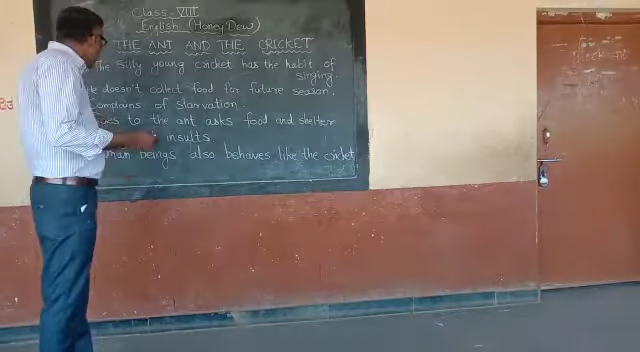 Class-VIII
English (Honey Dew)
THE ANT AND THE CRICKET
The Silly young cricket has the habit of
singing.
doesn't collect food for future season.
Complains of starvation.
to the ant asks food and shelter
insults.
beings also behaves like the cricket